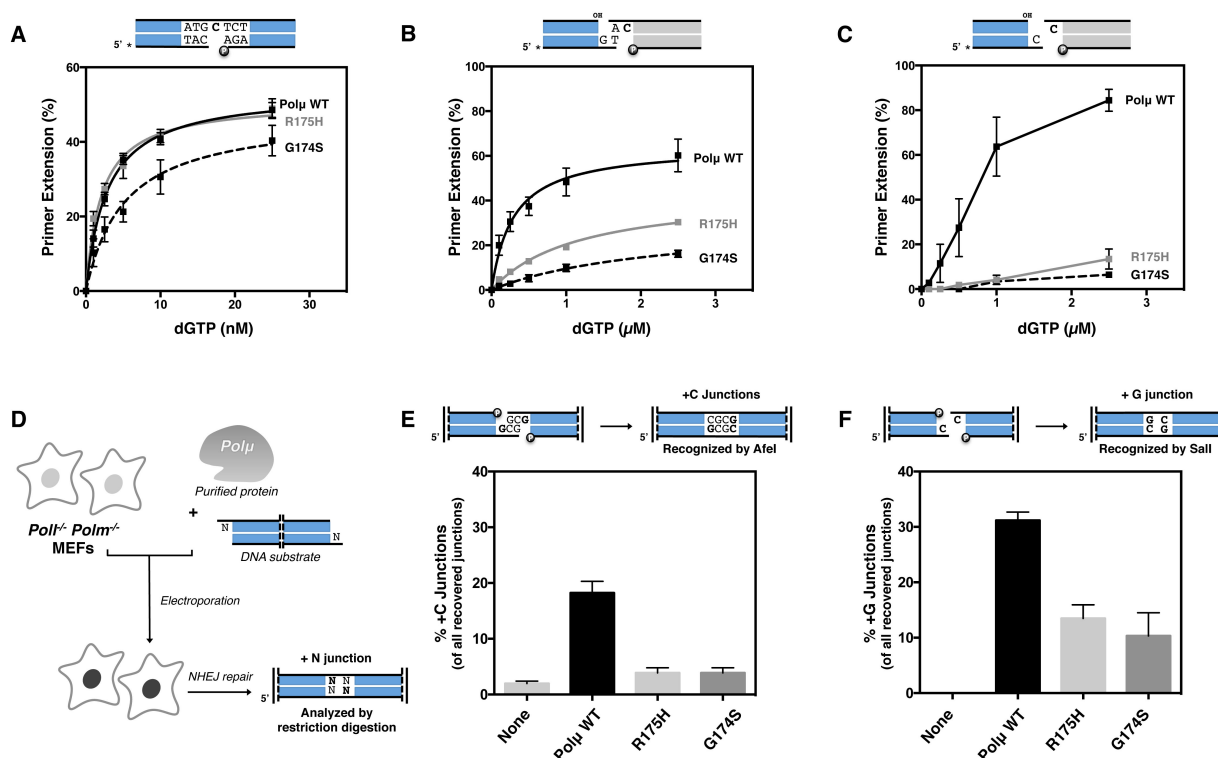 A
ATG C TCT
TAC AGA
5' *
P
Primer Extension (%)
60
40
20
0
0 10 20 30
dGTP (nM)
Polµ WT
R175H
G174S
B
OH
A C
G T
5' *
P
Primer Extension (%)
100
80
60
40
20
0
0 1 2 3
dGTP (µM)
Polµ WT
R175H
G174S
C
OH
C
C
5' *
P
Primer Extension (%)
100
80
60
40
20
0
0 1 2 3
dGTP (µM)
Polµ WT
R175H
G174S
D
Polµ
Purified protein
+
Poll-/- Polm-/-
MEFs
N
N
DNA substrate
Electroporation
NHEJ repair
+ N junction
N N
N N
5'
Analyzed by
restriction digestion
E
P
GCG
GCG
5'
P
+C Junctions
CGCG
GCGC
5'
Recognized by AfeI
% +C Junctions
(of all recovered junctions)
40
30
20
10
0
None
Polµ WT
R175H
G174S
F
P
C
C
5'
P
+ G junction
G C
C G
5'
Recognized by SalI
% +G Junctions
(of all recovered junctions)
40
30
20
10
0
None
Polµ WT
R175H
G174S